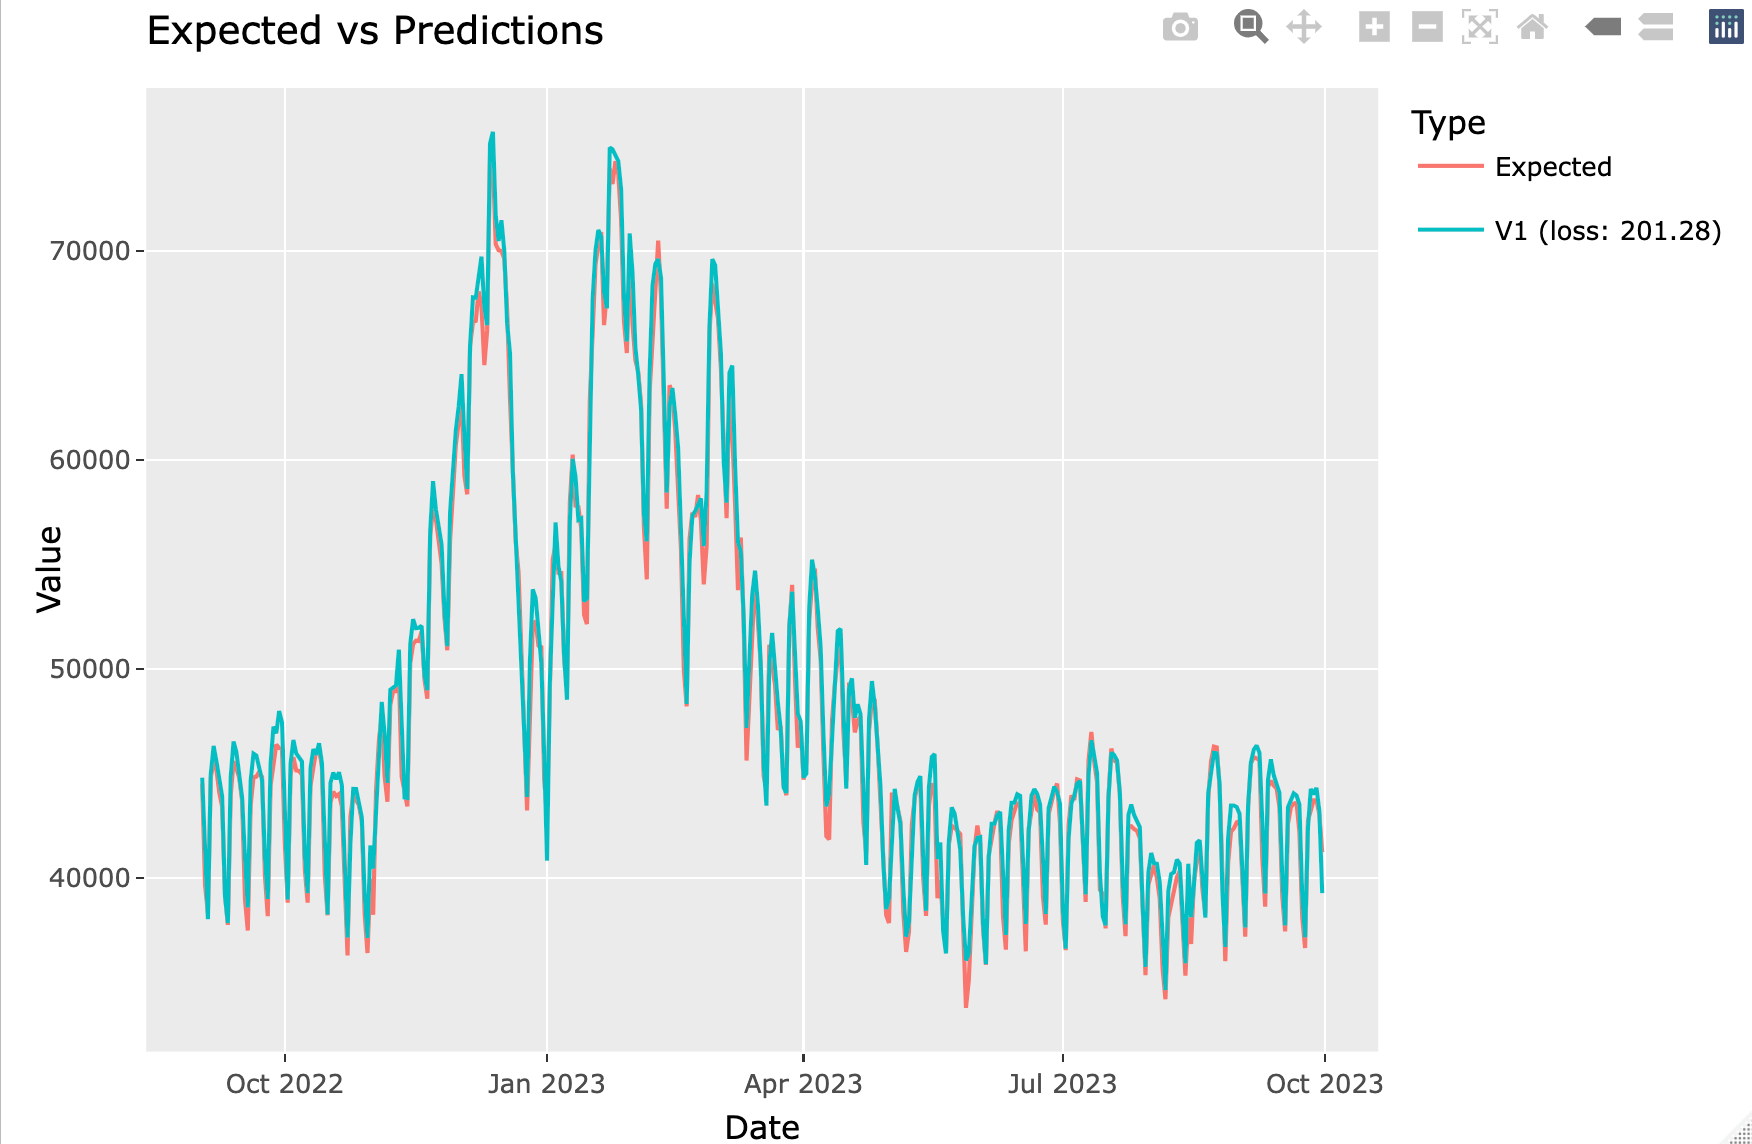 Expected vs Predictions
Type
Expected
V1 (loss: 201.28)
70000
60000
50000
40000
Value
Oct 2022
Jan 2023
Apr 2023
Jul 2023
Oct 2023
Date